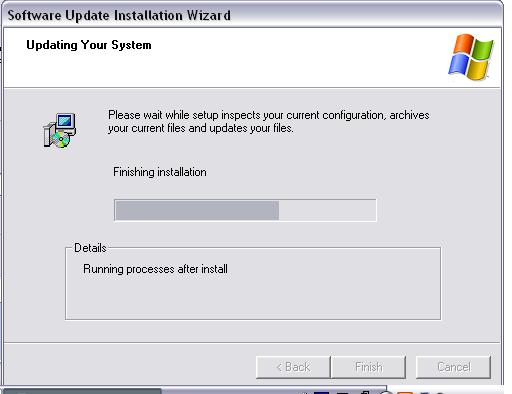 Software Update Installation Wizard
Updating Your System
Please wait while setup inspects your current configuration, archives
your current files and updates your files.
Finishing installation
Details
Running processes after install
< Back
Finish
Cancel